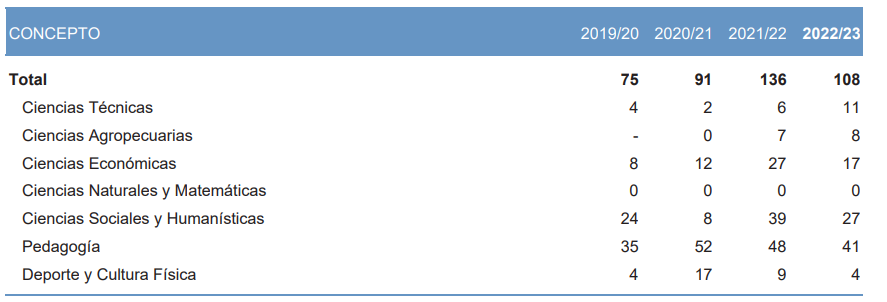 CONCEPTO 2019/20 2020/21 2021/22 2022/23
Total 75 91 136 108
Ciencias Técnicas 4 2 6 11
Ciencias Agropecuarias - 0 7 8
Ciencias Económicas 8 12 27 17
Ciencias Naturales y Matemáticas 0 0 0 0
Ciencias Sociales y Humanísticas 24 8 39 27
Pedagogía 35 52 48 41
Deporte y Cultura Física 4 17 9 4